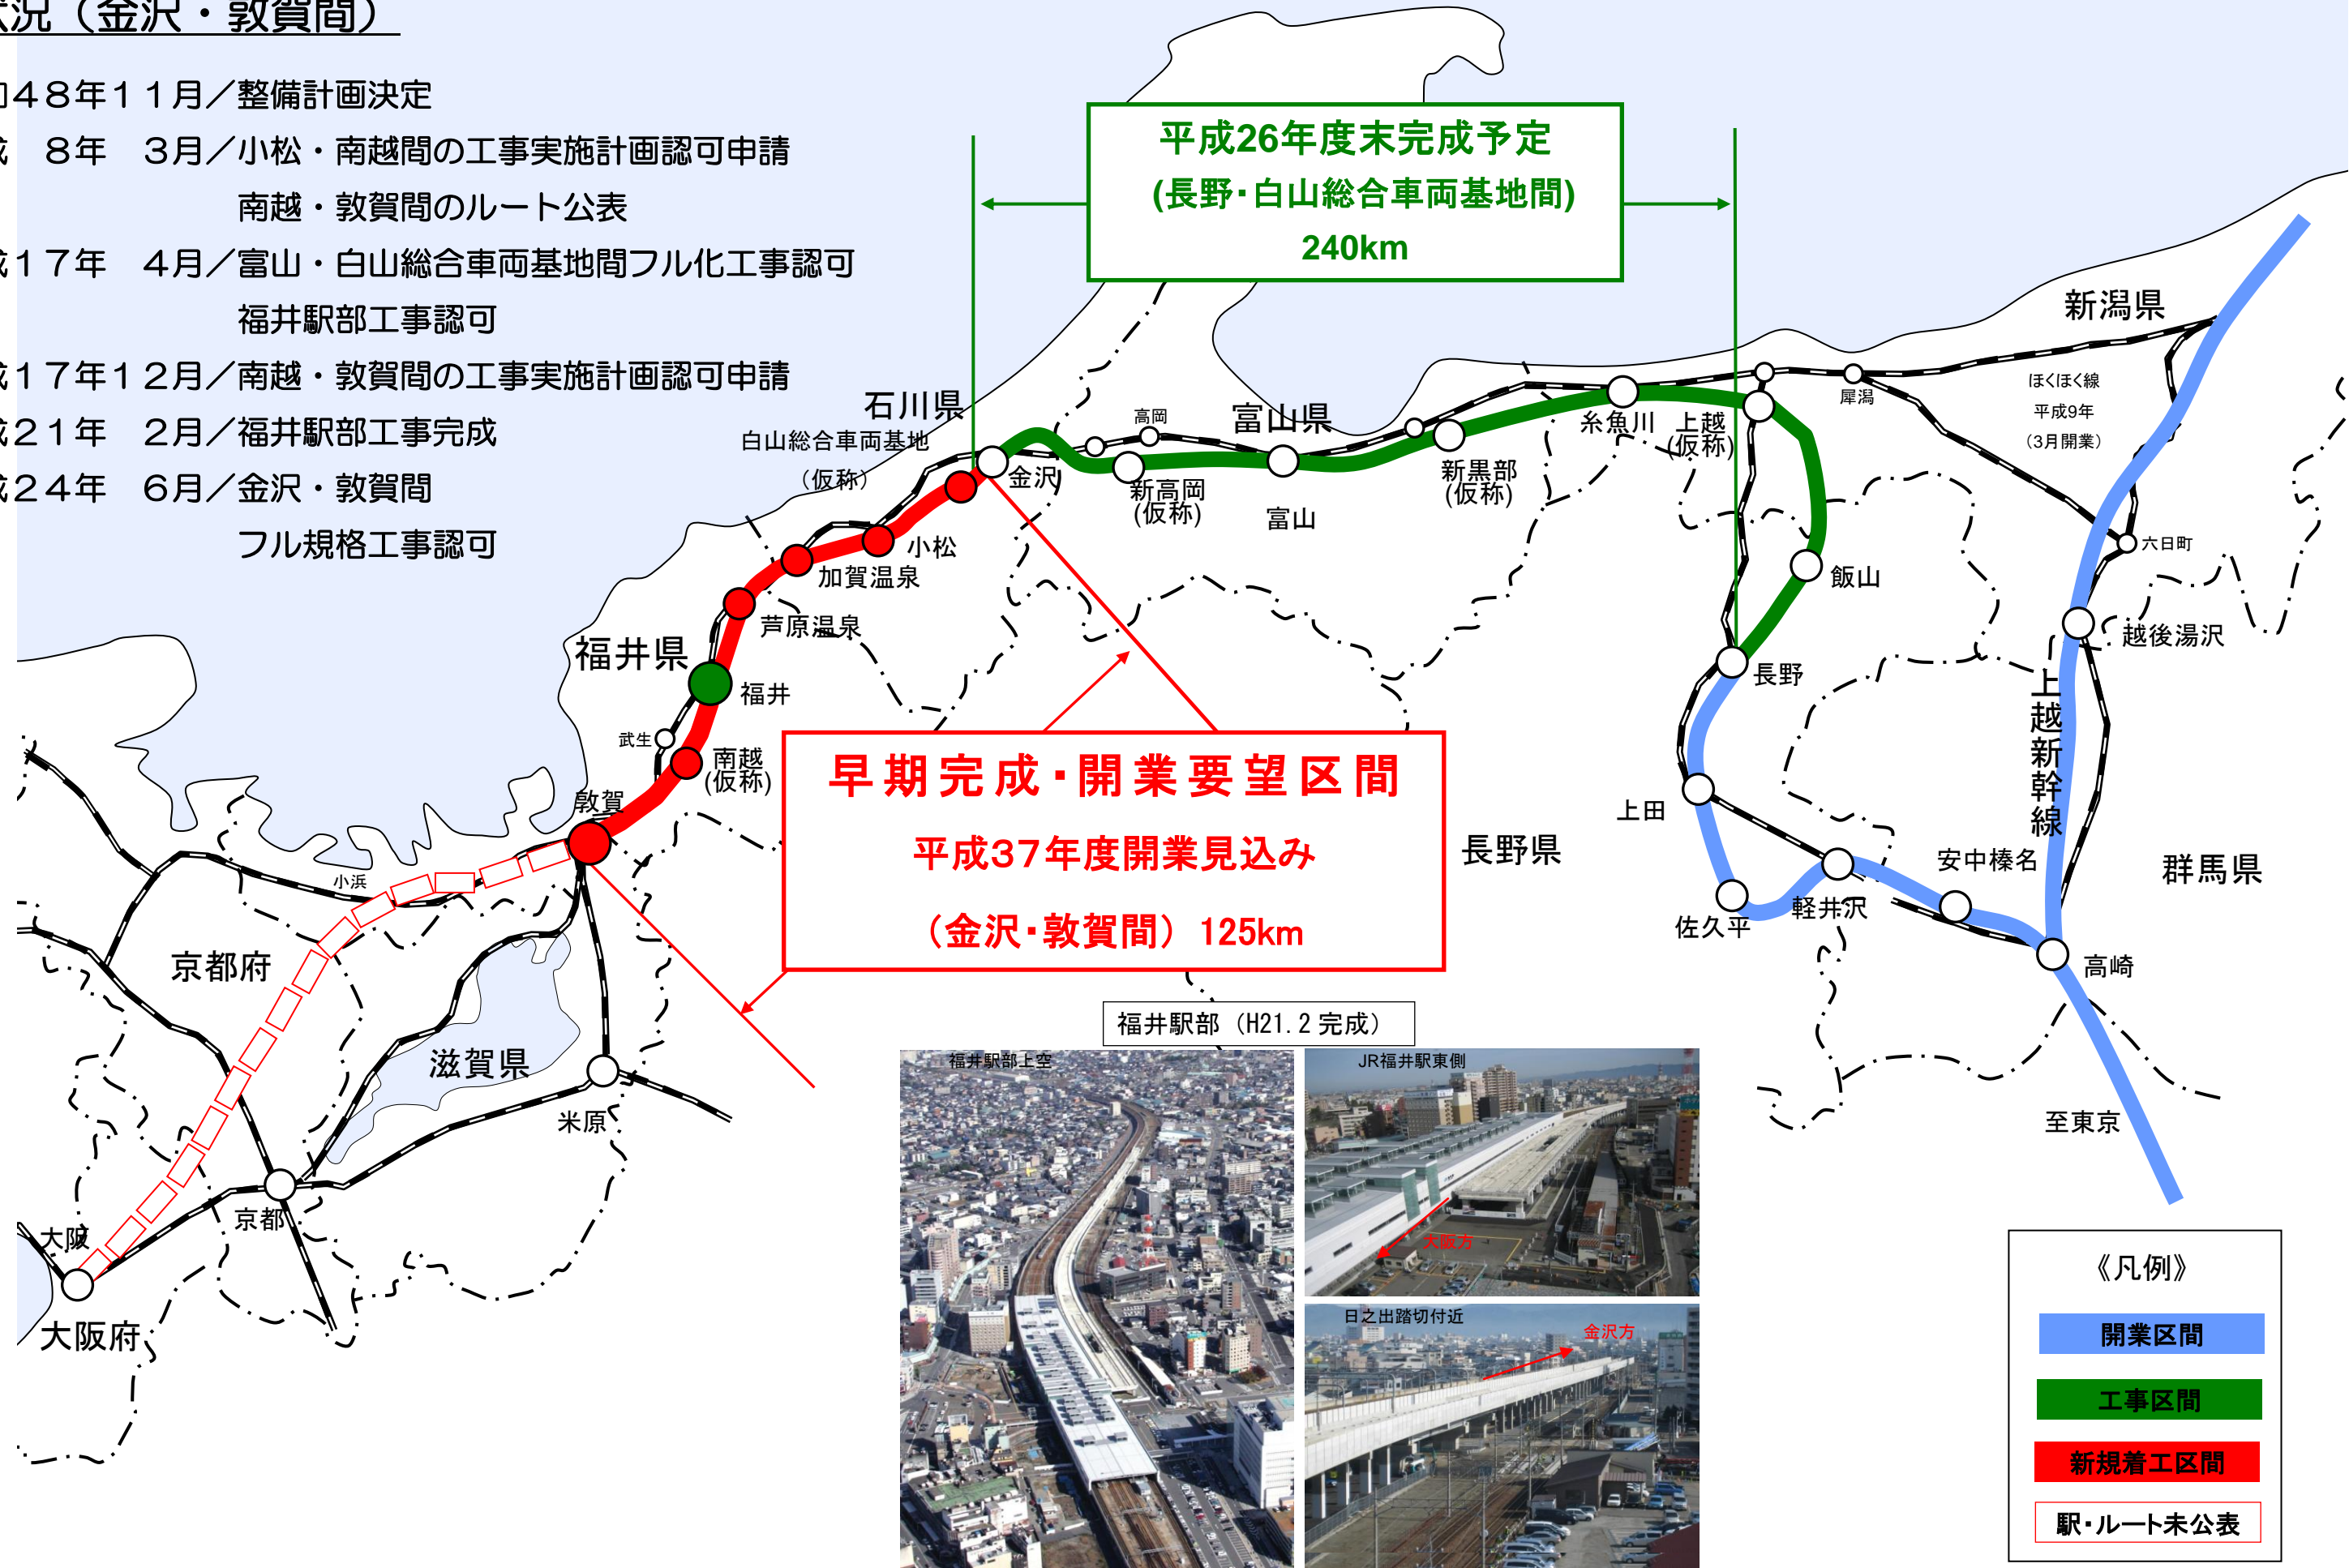 状況（金沢・敦賀間）
和４８年１１月／整備計画決定
成　８年　３月／小松・南越間の工事実施計画認可申請
南越・敦賀間のルート公表
成１７年　４月／富山・白山総合車両基地間フル化工事認可
福井駅部工事認可
成１７年１２月／南越・敦賀間の工事実施計画認可申請
成２１年　２月／福井駅部工事完成
成２４年　６月／金沢・敦賀間
フル規格工事認可
平成26年度末完成予定
(長野・白山総合車両基地間)
240km
新潟県
ほくほく線
平成9年
（3月開業）
犀潟
石川県
白山総合車両基地
（仮称）
高岡
富山県
糸魚川
上越
(仮称)
金沢
新高岡
(仮称)
富山
新黒部
(仮称)
六日町
小松
加賀温泉
飯山
芦原温泉
越後湯沢
福井県
福井
長野
上越新幹線
武生
南越
(仮称)
敦賀
早期完成・開業要望区間
平成37年度開業見込み
（金沢・敦賀間）125km
上田
長野県
安中榛名
群馬県
小浜
佐久平
軽井沢
高崎
京都府
滋賀県
米原
至東京
京都
大阪
大阪府
福井駅部（H21.2完成）
福井駅部上空
JR福井駅東側
大阪方
日之出踏切付近
金沢方
《凡例》
開業区間
工事区間
新規着工区間
駅・ルート未公表